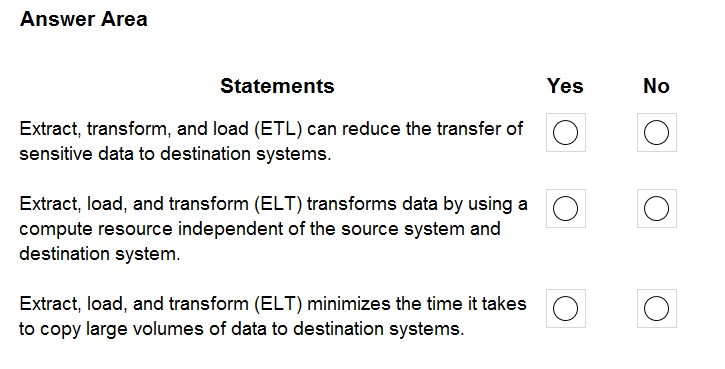 Answer Area
Statements Yes No
Extract, transform, and load (ETL) can reduce the transfer of
sensitive data to destination systems.
Extract, load, and transform (ELT) transforms data by using a
compute resource independent of the source system and
destination system.
Extract, load, and transform (ELT) minimizes the time it takes
to copy large volumes of data to destination systems.